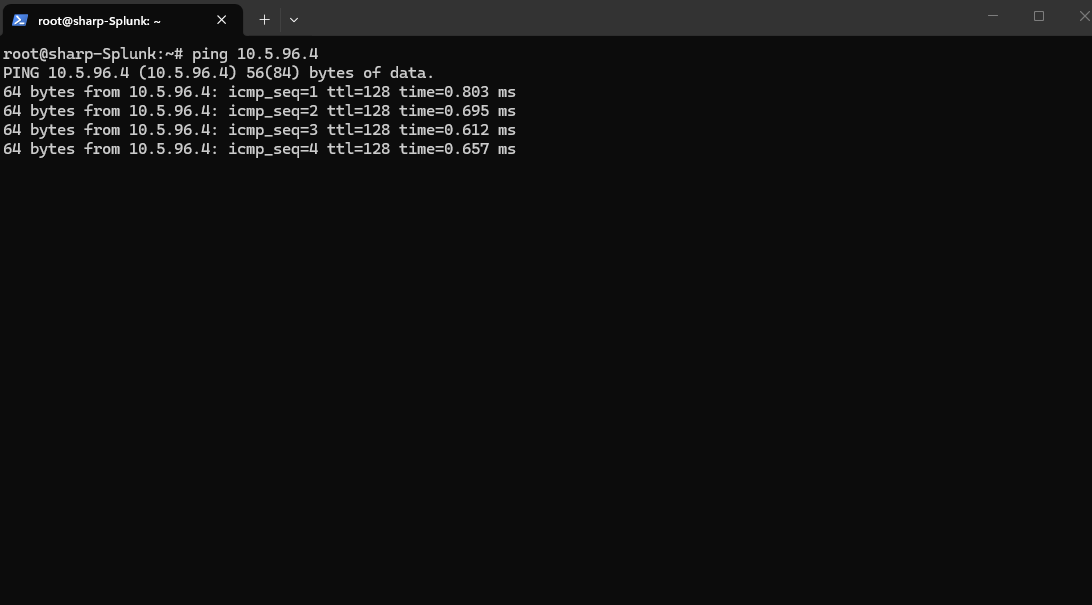 root@sharp-Splunk: ~
root@sharp-Splunk:~# ping 10.5.96.4
PING 10.5.96.4 (10.5.96.4) 56(84) bytes of data.
64 bytes from 10.5.96.4: icmp_seq=1 ttl=128 time=0.803 ms
64 bytes from 10.5.96.4: icmp_seq=2 ttl=128 time=0.695 ms
64 bytes from 10.5.96.4: icmp_seq=3 ttl=128 time=0.612 ms
64 bytes from 10.5.96.4: icmp_seq=4 ttl=128 time=0.657 ms